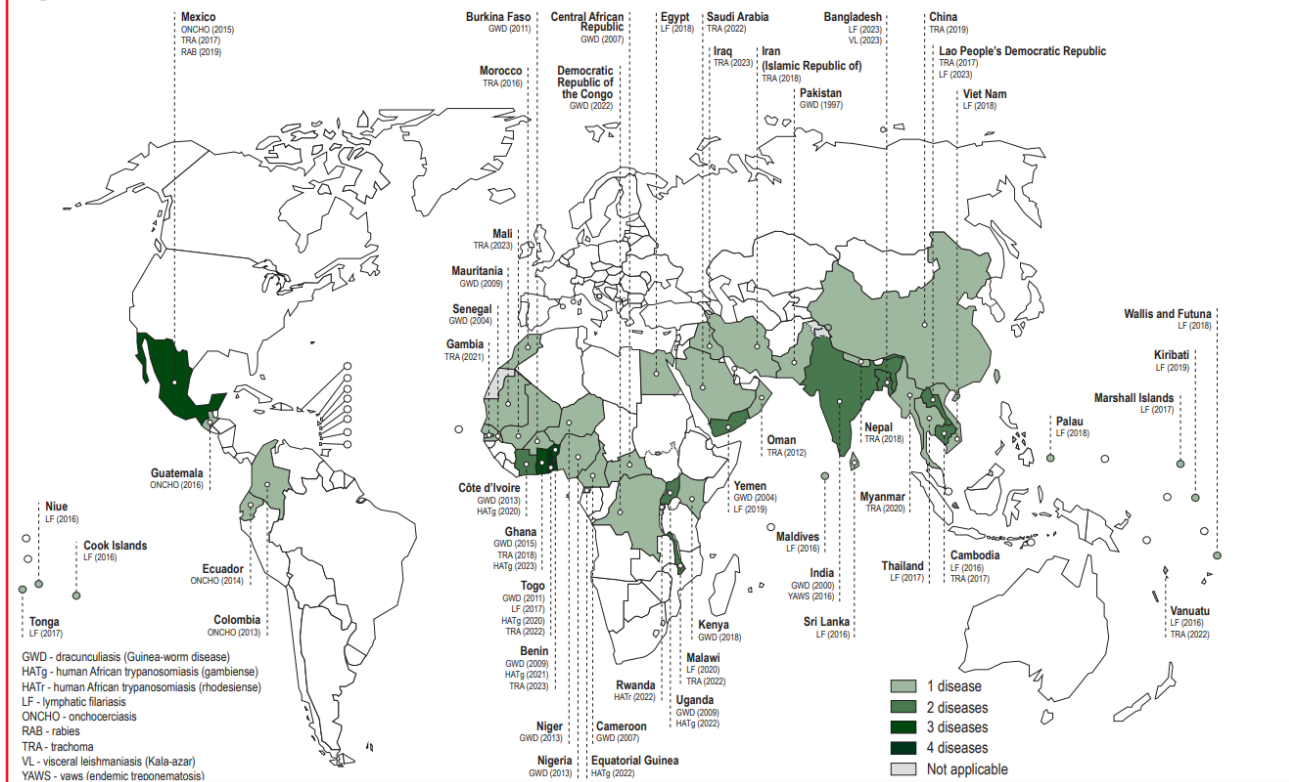 Mexico
ONCHO (2015)
TRA (2017)
RAB (2019)
Burkina Faso
GWD (2011)
Central African
Republic
GWD (2007)
Egypt
LF (2018)
Saudi Arabia
TRA (2022)
Bangladesh
LF (2023)
VL (2023)
China
TRA (2019)
Morocco
TRA (2016)
Democratic
Republic of
the Congo
GWD (2022)
Iraq
TRA (2023)
Iran
(Islamic Republic of)
TRA (2018)
Pakistan
GWD (1997)
Lao People's Democratic Republic
TRA (2017)
LF (2023)
Viet Nam
LF (2018)
Mali
TRA (2023)
Mauritania
GWD (2009)
Senegal
GWD (2004)
Gambia
TRA (2021)
Wallis and Futuna
LF (2018)
Kiribati
LF (2019)
Marshall Islands
LF (2017)
Palau
LF (2018)
Guatemala
ONCHO (2016)
Côte d'Ivoire
GWD (2013)
HATg (2020)
Oman
TRA (2012)
Nepal
TRA (2018)
Yemen
GWD (2004)
LF (2019)
Myanmar
TRA (2020)
Niue
LF (2016)
Cook Islands
LF (2016)
Tonga
LF (2017)
Ecuador
ONCHO (2014)
Colombia
ONCHO (2013)
Ghana
GWD (2015)
TRA (2018)
HATg (2023)
Togo
GWD (2011)
LF (2017)
HATg (2020)
TRA (2022)
Benin
GWD (2009)
HATg (2021)
TRA (2023)
Maldives
LF (2016)
India
GWD (2000)
YAWS (2016)
Sri Lanka
LF (2016)
Thailand
LF (2017)
Cambodia
LF (2016)
TRA (2017)
Vanuatu
LF (2016)
TRA (2022)
Kenya
GWD (2018)
Malawi
LF (2020)
TRA (2022)
Rwanda
HATr (2022)
Uganda
GWD (2009)
HATg (2022)
Niger
GWD (2013)
Cameroon
GWD (2007)
Nigeria
GWD (2013)
Equatorial Guinea
HATg (2022)
GWD - dracunculiasis (Guinea-worm disease)
HATg - human African trypanosomiasis (gambiense)
HATr - human African trypanosomiasis (rhodesiense)
LF - lymphatic filariasis
ONCHO - onchocerciasis
RAB - rabies
TRA - trachoma
VL - visceral leishmaniasis (Kala-azar)
YAWS - yaws (endemic treponematosis)
1 disease
2 diseases
3 diseases
4 diseases
Not applicable